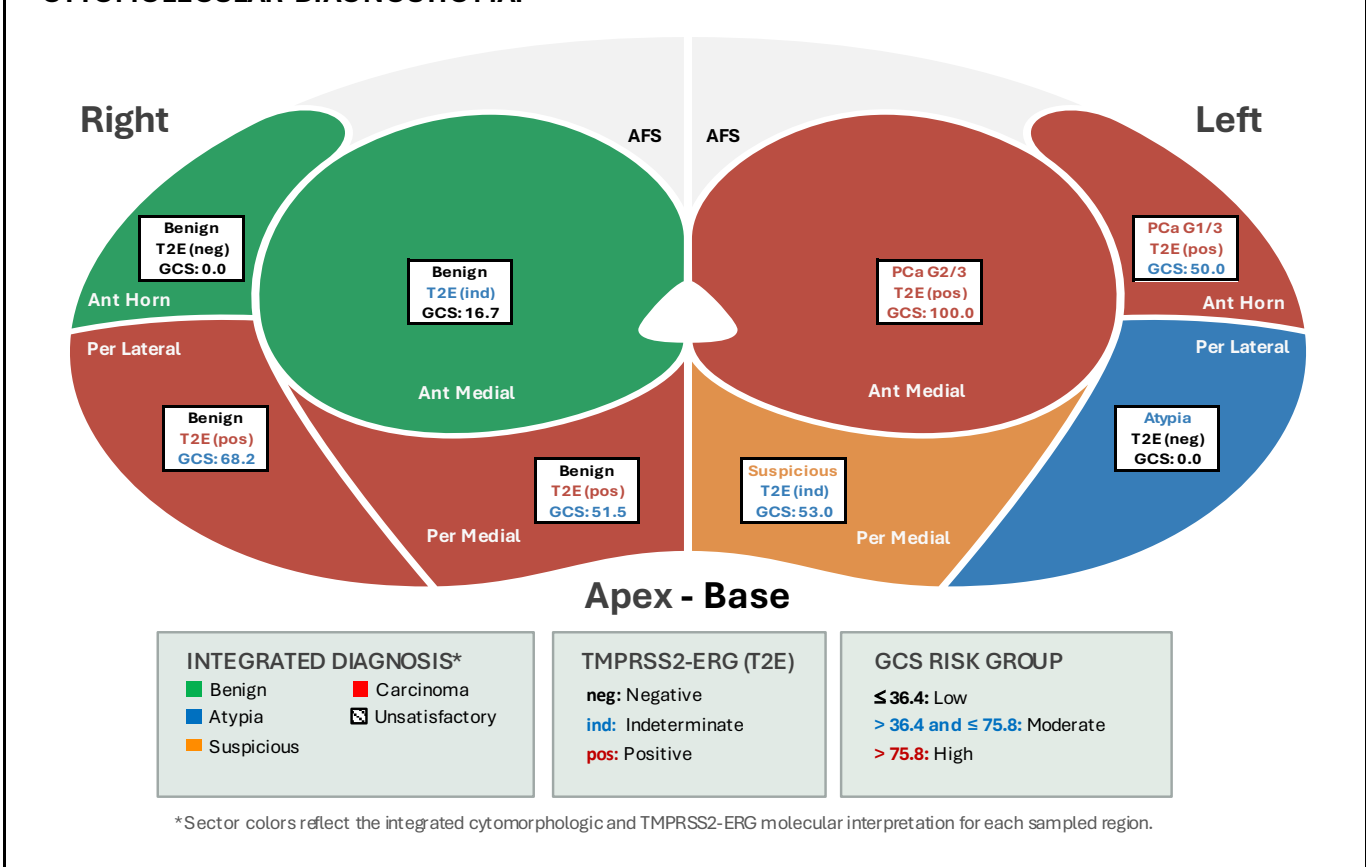 Right
Left
AFS
AFS
Benign
T2E (neg)
GCS: 0.0
Ant Horn
Benign
T2E (ind)
GCS: 16.7
Ant Medial
PCa G2/3
T2E (pos)
GCS: 100.0
Ant Medial
PCa G1/3
T2E (pos)
GCS: 50.0
Ant Horn
Per Lateral
Benign
T2E (pos)
GCS: 68.2
Benign
T2E (pos)
GCS: 51.5
Per Medial
Suspicious
T2E (ind)
GCS: 53.0
Per Medial
Per Lateral
Atypia
T2E (neg)
GCS: 0.0
Apex - Base
INTEGRATED DIAGNOSIS*
Benign
Carcinoma
Atypia
Unsatisfactory
Suspicious
TMPRSS2-ERG (T2E)
neg: Negative
ind: Indeterminate
pos: Positive
GCS RISK GROUP
≤ 36.4: Low
> 36.4 and ≤ 75.8: Moderate
> 75.8: High
*Sector colors reflect the integrated cytomorphologic and TMPRSS2-ERG molecular interpretation for each sampled region.